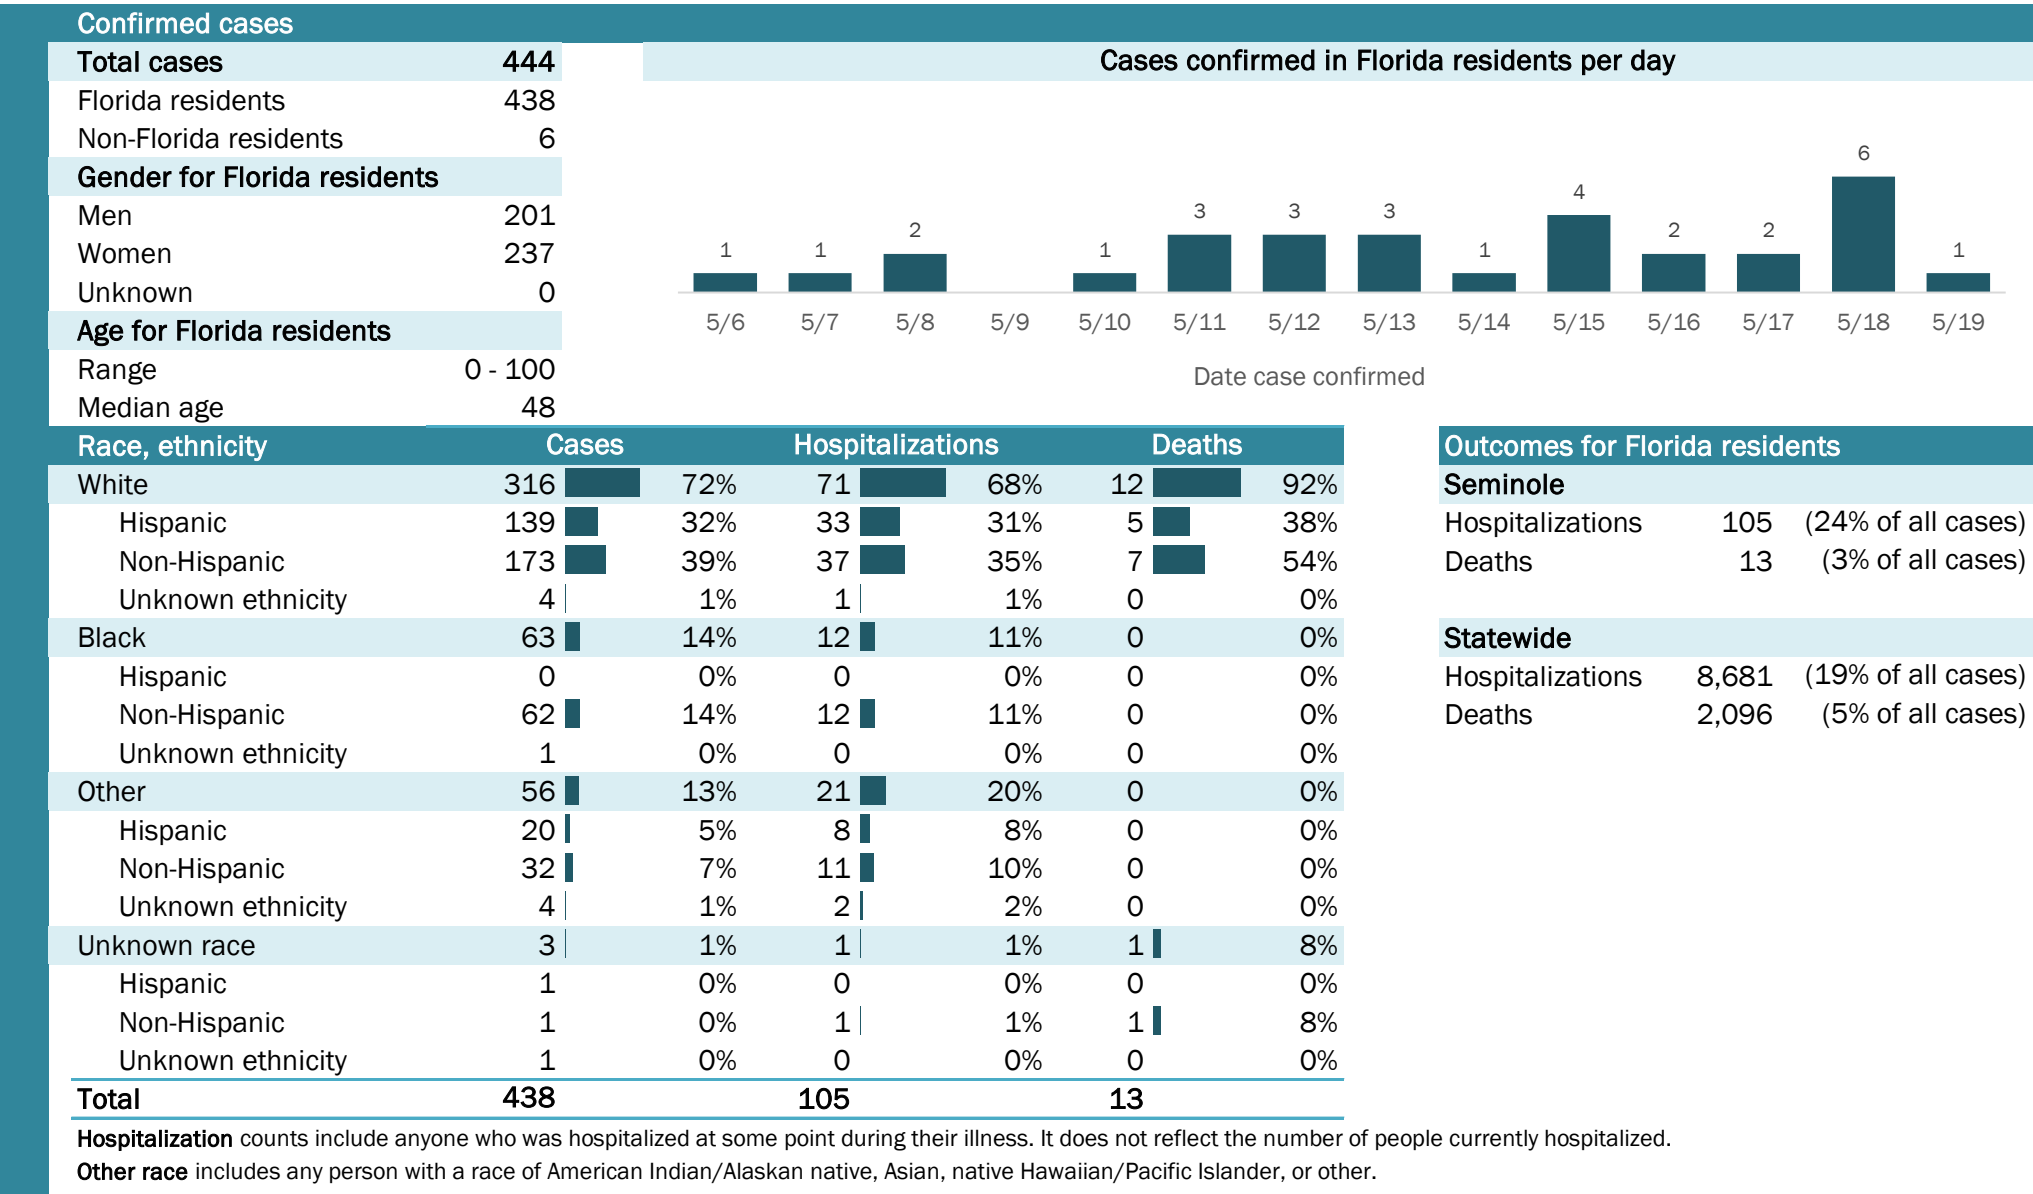 Confirmed cases
Total cases 444
Florida residents 438
Non-Florida residents 6
Gender for Florida residents
Men 201
Women 237
Unknown 0
Age for Florida residents
Range 0 - 100
Median age 48
Cases confirmed in Florida residents per day
1 1 2 1 3 3 3 1 4 2 2 6 1
5/6 5/7 5/8 5/9 5/10 5/11 5/12 5/13 5/14 5/15 5/16 5/17 5/18 5/19
Date case confirmed
Race, ethnicity Cases Hospitalizations Deaths
White 316 72% 71 68% 12 92%
Hispanic 139 32% 33 31% 5 38%
Non-Hispanic 173 39% 37 35% 7 54%
Unknown ethnicity 4 1% 1 1% 0 0%
Black 63 14% 12 11% 0 0%
Hispanic 0 0% 0 0% 0 0%
Non-Hispanic 62 14% 12 11% 0 0%
Unknown ethnicity 1 0% 0 0% 0 0%
Other 56 13% 21 20% 0 0%
Hispanic 20 5% 8 8% 0 0%
Non-Hispanic 32 7% 11 10% 0 0%
Unknown ethnicity 4 1% 2 2% 0 0%
Unknown race 3 1% 1 1% 1 8%
Hispanic 1 0% 0 0% 0 0%
Non-Hispanic 1 0% 1 1% 1 8%
Unknown ethnicity 1 0% 0 0% 0 0%
Total 438 105 13
Outcomes for Florida residents
Seminole
Hospitalizations 105 (24% of all cases)
Deaths 13 (3% of all cases)
Statewide
Hospitalizations 8,681 (19% of all cases)
Deaths 2,096 (5% of all cases)
Hospitalization counts include anyone who was hospitalized at some point during their illness. It does not reflect the number of people currently hospitalized.
Other race includes any person with a race of American Indian/Alaskan native, Asian, native Hawaiian/Pacific Islander, or other.